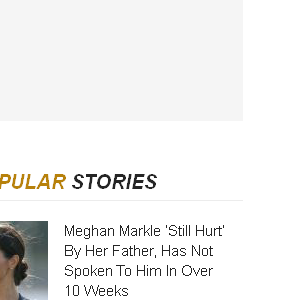 PULAR STORIES
Meghan Markle 'Still Hurt'
By Her Father, Has Not
Spoken To Him In Over
10 Weeks